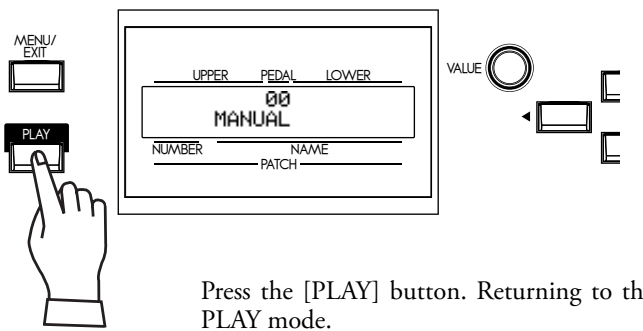 MENU/
EXIT
PLAY
UPPER PEDAL LOWER
00
MANUAL
NUMBER NAME
PATCH
VALUE
Press the [PLAY] button. Returning to th
PLAY mode.